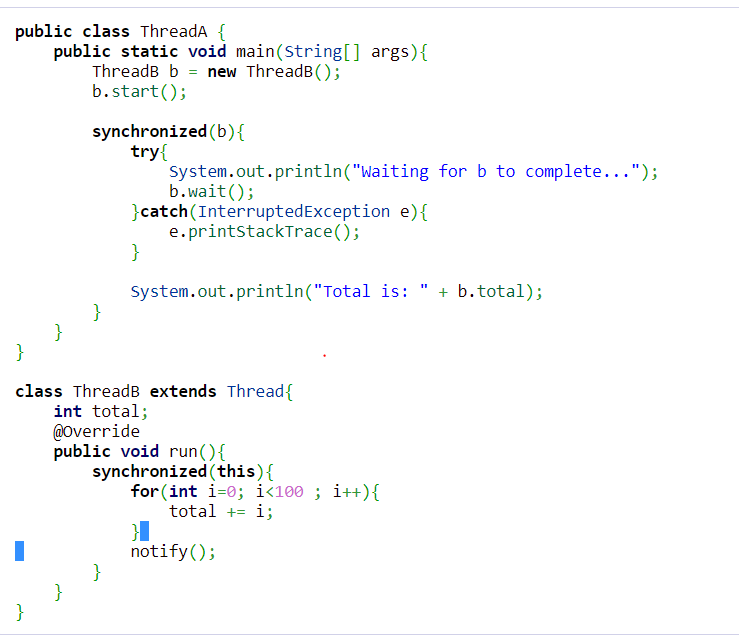 public class ThreadA {
    public static void main(String[] args){
        ThreadB b = new ThreadB();
        b.start();

        synchronized(b){
            try{
                System.out.println("Waiting for b to complete...");
                b.wait();
            }catch(InterruptedException e){
                e.printStackTrace();
            }

            System.out.println("Total is: " + b.total);
        }
    }
}

class ThreadB extends Thread{
    int total;
    @Override
    public void run(){
        synchronized(this){
            for(int i=0; i<100 ; i++){
                total += i;
            }
            notify();
        }
    }
}